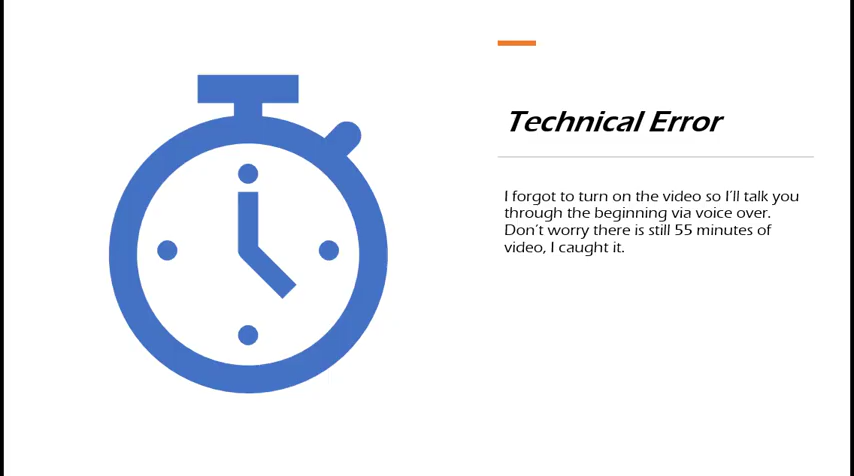 Technical Error
I forgot to turn on the video so I'll talk you
through the beginning via voice over.
Don't worry there is still 55 minutes of
video, I caught it.